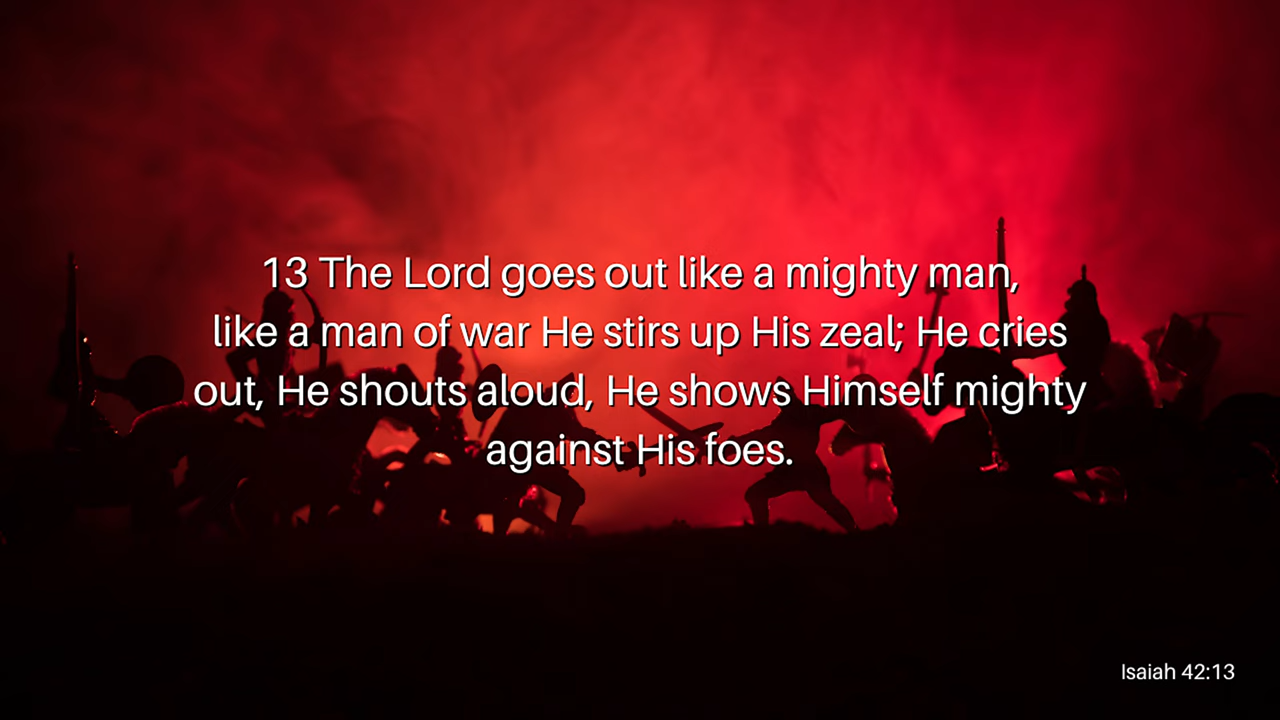 13 The Lord goes out like a mighty man,
like a man of war He stirs up His zeal; He cries
out, He shouts aloud, He shows Himself mighty
against His foes.
Isaiah 42:13